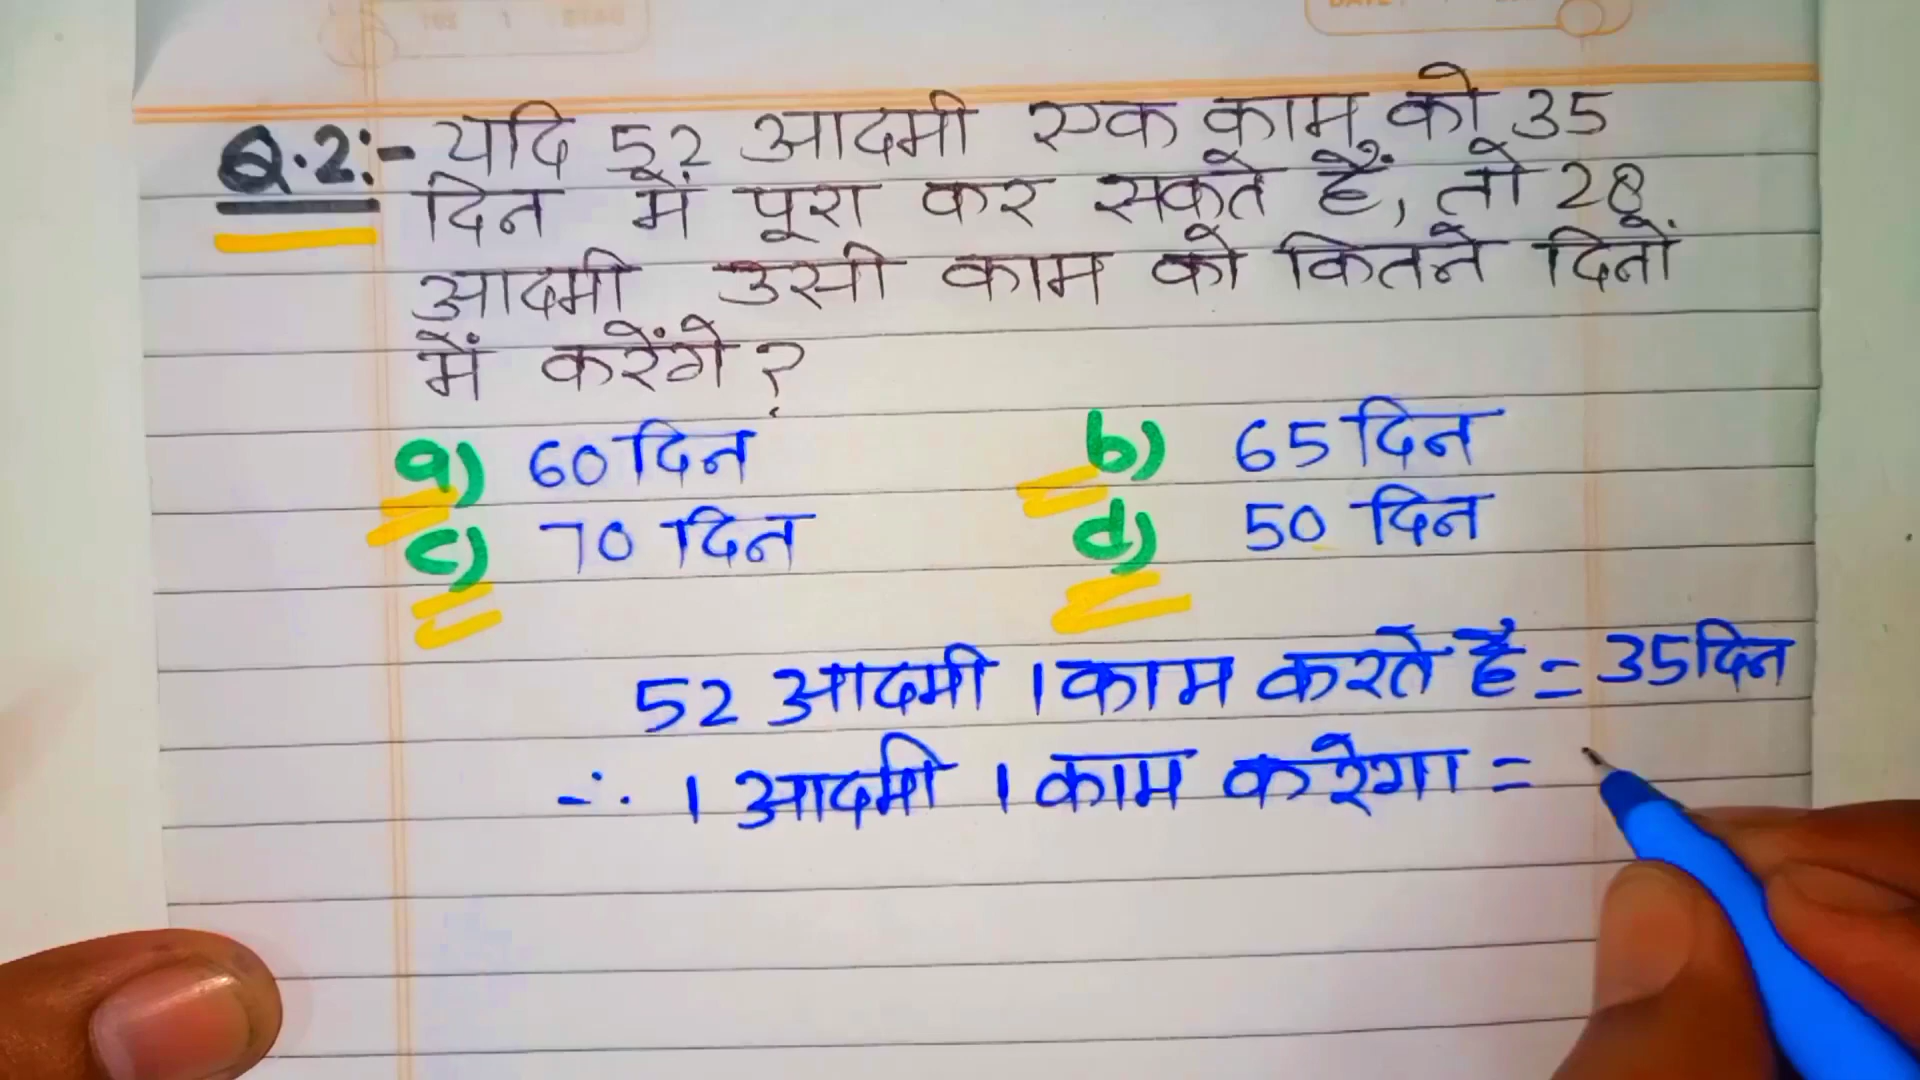 Q.2:- यदि 52 आदमी एक काम को 35
दिन में पूरा कर सकते हैं, तो 28
आदमी उसी काम को कितने दिनों
में करेंगे?
a) 60 दिन b) 65 दिन
c) 70 दिन d) 50 दिन
52 आदमी 1 काम करते है = 35 दिन
∴ 1 आदमी 1 काम करेगा =